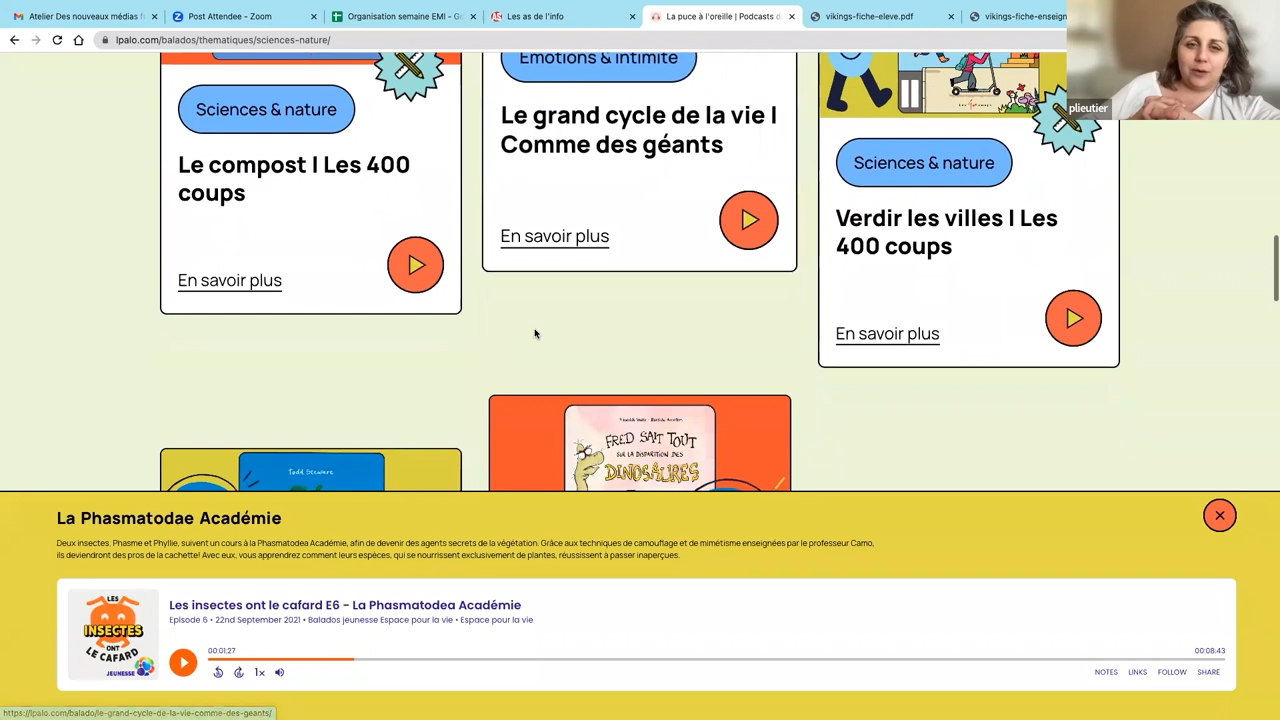 Atelier Des nouveaux médias f
Post Attendee - Zoom
Organisation semaine EMI - Go
Les as de l'info
La puce à l'oreille | Podcasts d
vikings-fiche-eleve.pdf
vikings-fiche-enseign
lpalo.com/balados/thematiques/sciences-nature/
plieutier
Sciences & nature
Le compost I Les 400
coups
En savoir plus
Émotions & intimité
Le grand cycle de la vie I
Comme des géants
En savoir plus
Sciences & nature
Verdir les villes I Les
400 coups
En savoir plus
Todd Stewart
FRED SAIT TOUT
SUR LA DISPARITION DES
DINOSAURES
La Phasmatodae Académie
Deux insectes, Phasme et Phyllie, suivent un cours à la Phasmatodea Académie, afin de devenir des agents secrets de la végétation. Grâce aux techniques de camouflage et de mimétisme enseignées par le professeur Camo,
ils deviendront des pros de la cachette! Avec eux, vous apprendrez comment leurs espèces, qui se nourrissent exclusivement de plantes, réussissent à passer inaperçues.
LES
INSECTES
ONT
LE CAFARD
JEUNESSE
Les insectes ont le cafard E6 - La Phasmatodea Académie
Episode 6 • 22nd September 2021 • Balados jeunesse Espace pour la vie • Espace pour la vie
00:01:27
00:08:43
1x
NOTES
LINKS
FOLLOW
SHARE
https://lpalo.com/balado/le-grand-cycle-de-la-vie-comme-des-geants/